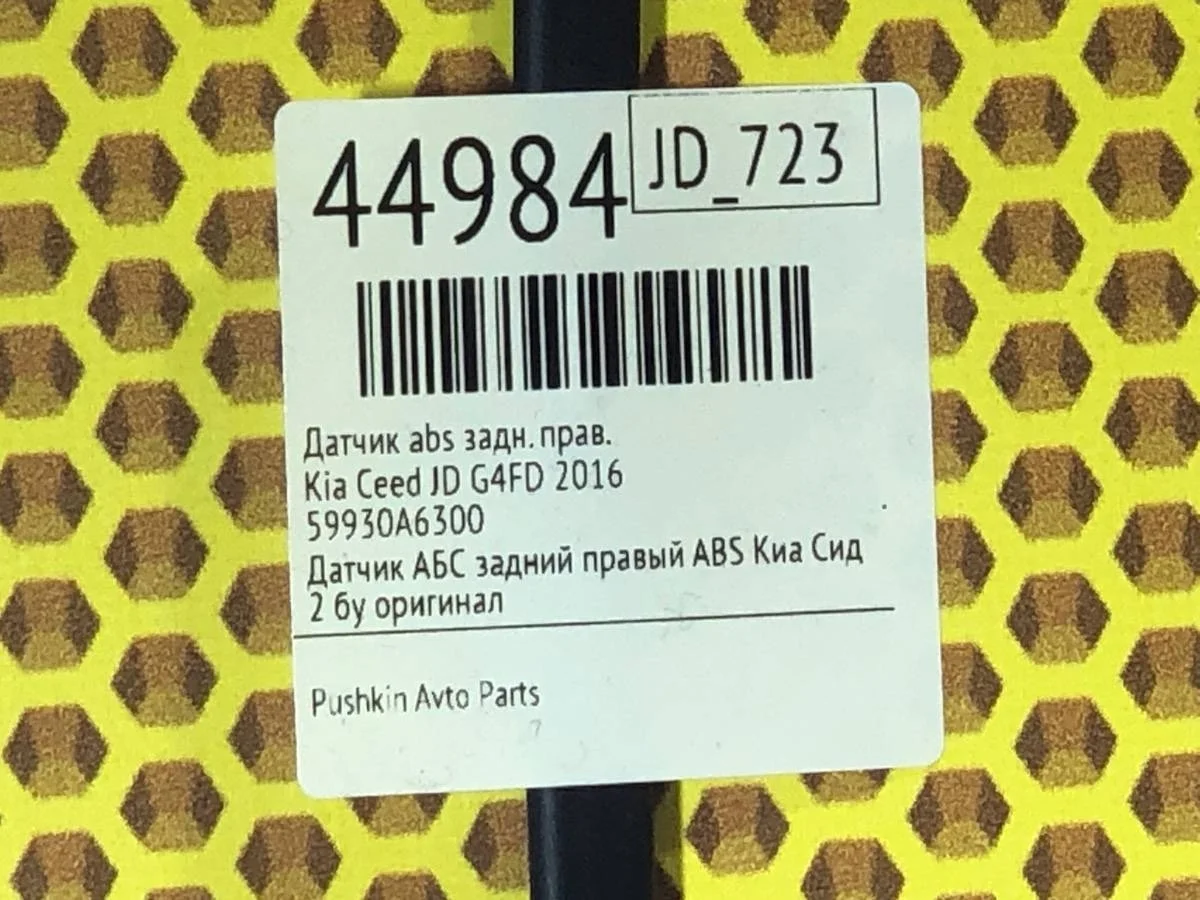 44984
JD_723
Датчик abs задн. прав.
Kia Ceed JD G4FD 2016
59930A6300
Датчик АБС задний правый ABS Киа Сид
2 бу оригинал
Pushkin Avto Parts